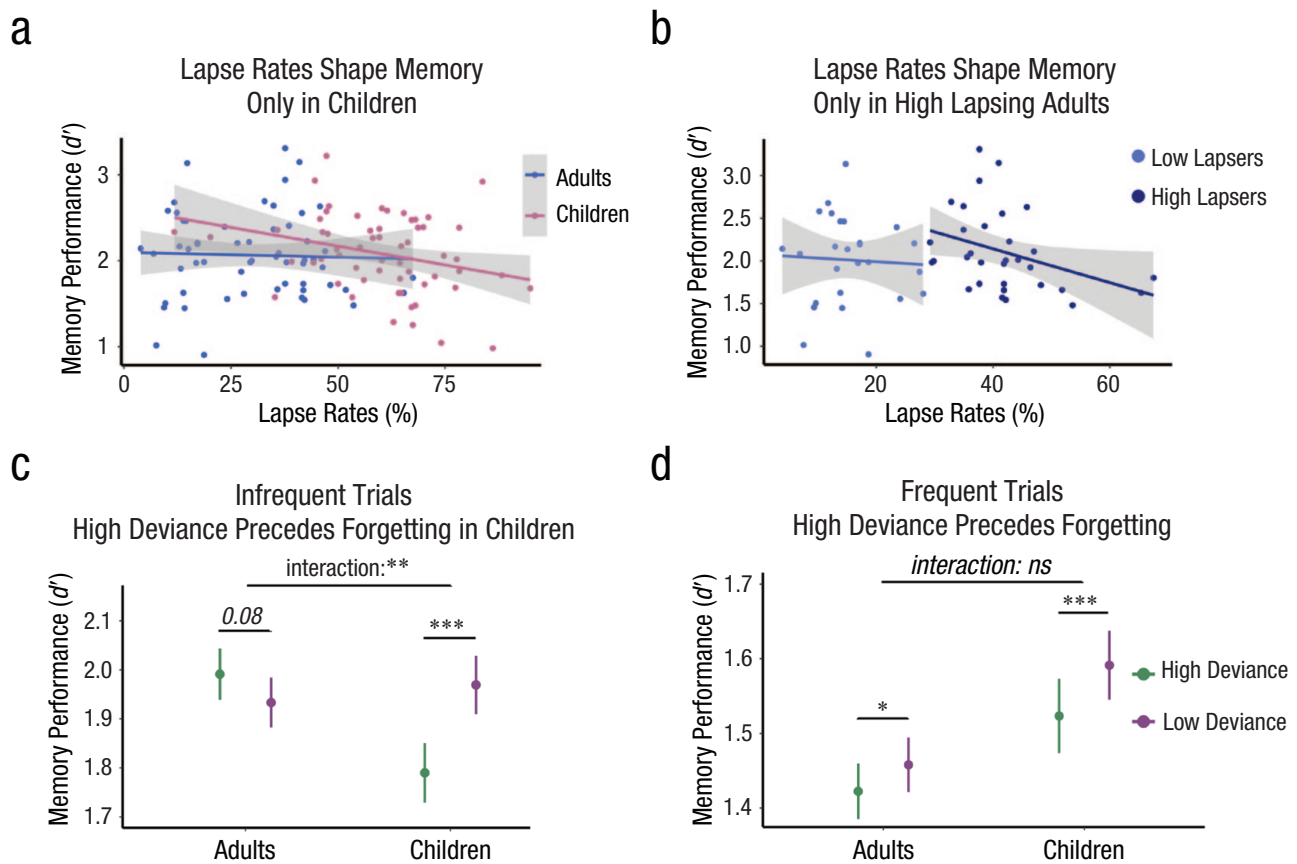 a
Lapse Rates Shape Memory
Only in Children
Memory Performance (d′)
3
2
1
0
25
50
75
Lapse Rates (%)
Adults
Children
b
Lapse Rates Shape Memory
Only in High Lapsing Adults
Memory Performance (d′)
3.0
2.5
2.0
1.5
1.0
20
40
60
Lapse Rates (%)
Low Lapsers
High Lapsers
c
Infrequent Trials
High Deviance Precedes Forgetting in Children
interaction:**
0.08
***
Memory Performance (d′)
2.1
2.0
1.9
1.8
1.7
Adults
Children
d
Frequent Trials
High Deviance Precedes Forgetting
interaction: ns
*
***
Memory Performance (d′)
1.7
1.6
1.5
1.4
Adults
Children
High Deviance
Low Deviance